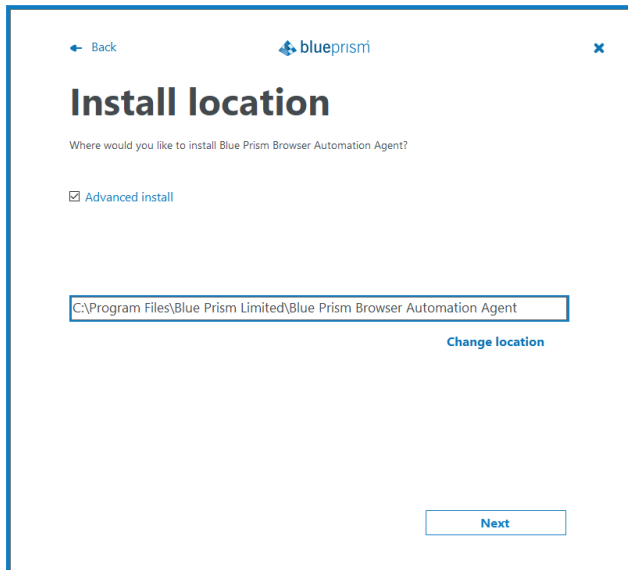 Back
blueprism
Install location
Where would you like to install Blue Prism Browser Automation Agent?
Advanced install
C:\Program Files\Blue Prism Limited\Blue Prism Browser Automation Agent
Change location
Next